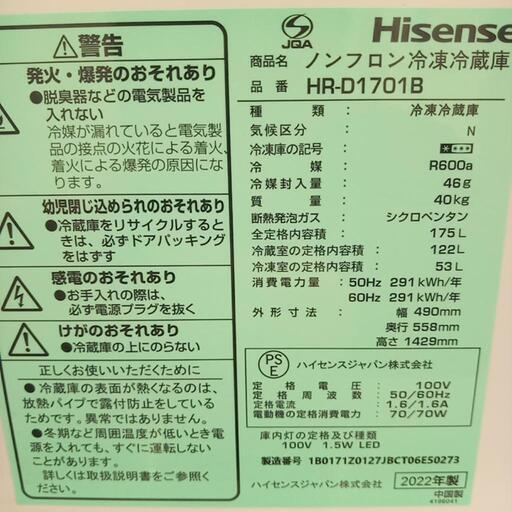 警告
発火・爆発のおそれあり
●脱臭器などの電気製品を
入れない
冷媒が漏れていると電気製
品の接点の火花による着火、
着火による爆発の原因にな
ります。
幼児閉じ込められのおそれあり
●冷蔵庫をリサイクルすると
きは、必ずドアパッキング
をはずす
感電のおそれあり
●お手入れの際は、
必ず電源プラグを抜く
けがのおそれあり
●冷蔵庫の上にのらない
正しくお使いいただくために
●冷蔵庫の表面が熱くなるのは、
放熱パイプで露付防止をしている
ためです。異常ではありません。
●冬期など周囲温度が低いとき電
源を入れても、すぐに運転しない
ことがあります。
詳しくは取扱説明書をご覧ください
JQA
Hisense
商品名 ノンフロン冷凍冷蔵庫
品番 HR-D1701B
種類 : 冷凍冷蔵庫
気候区分 : N
冷凍庫の記号 :
冷媒 : R600a
冷媒封入量 : 46g
質量 : 40kg
断熱発泡ガス : シクロペンタン
全定格内容積 : 175L
冷蔵室の定格内容積 : 122L
冷凍室の定格内容積 : 53L
消費電力量 : 50Hz 291kWh/年
60Hz 291kWh/年
外形寸法 : 幅 490mm
奥行 558mm
高さ 1429mm
PSE ハイセンスジャパン株式会社
定格電圧 : 100V
定格周波数 : 50/60Hz
定格電流 : 1.6/1.6A
電動機の定格消費電力 : 70/70W
庫内灯の定格及び種類
100V 1.5W LED
製造番号 1B0171Z0127JBCT06E50273
ハイセンスジャパン株式会社
2022年製
中国製
4196041